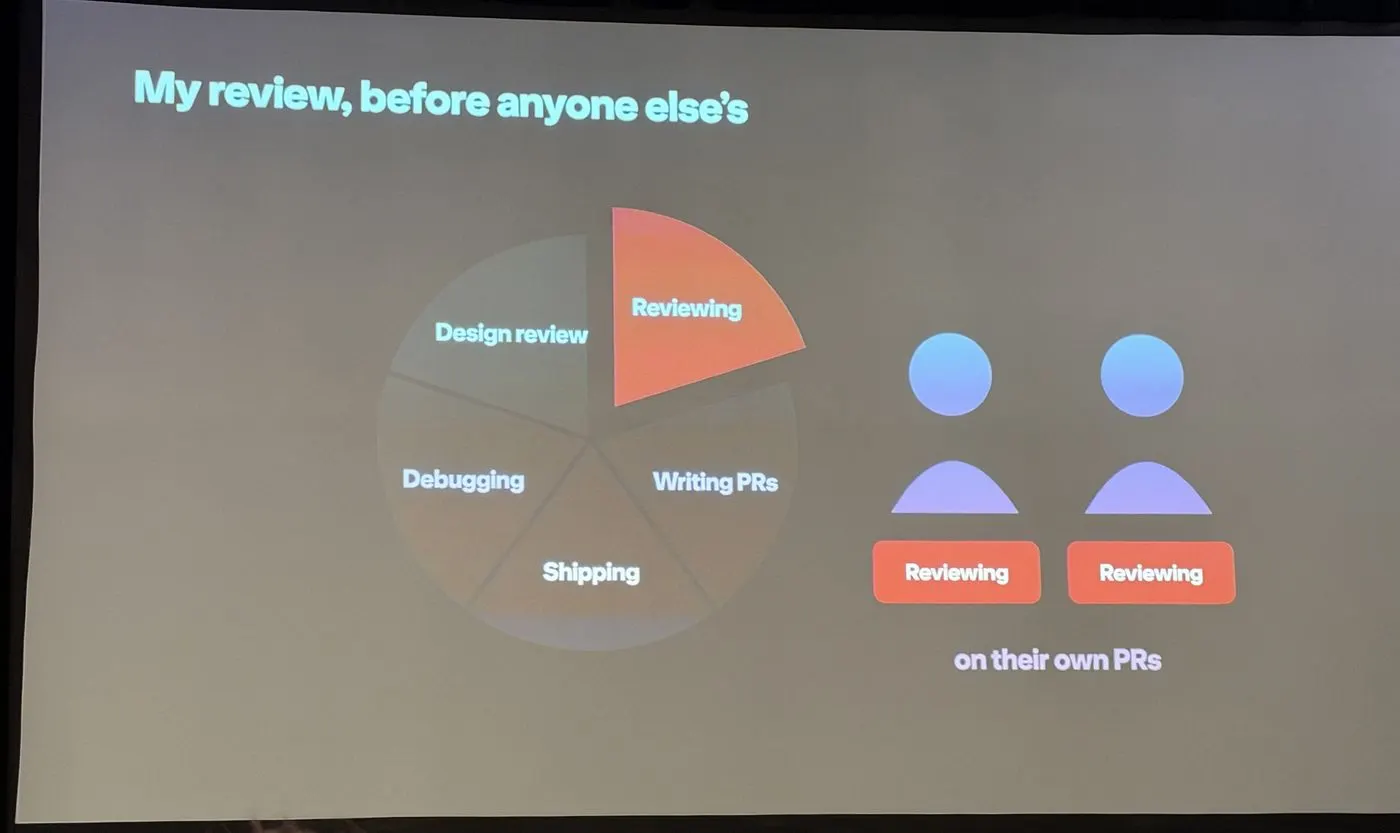 My review, before anyone else’s
Reviewing
Design review
Debugging
Writing PRs
Shipping
Reviewing
Reviewing
on their own PRs